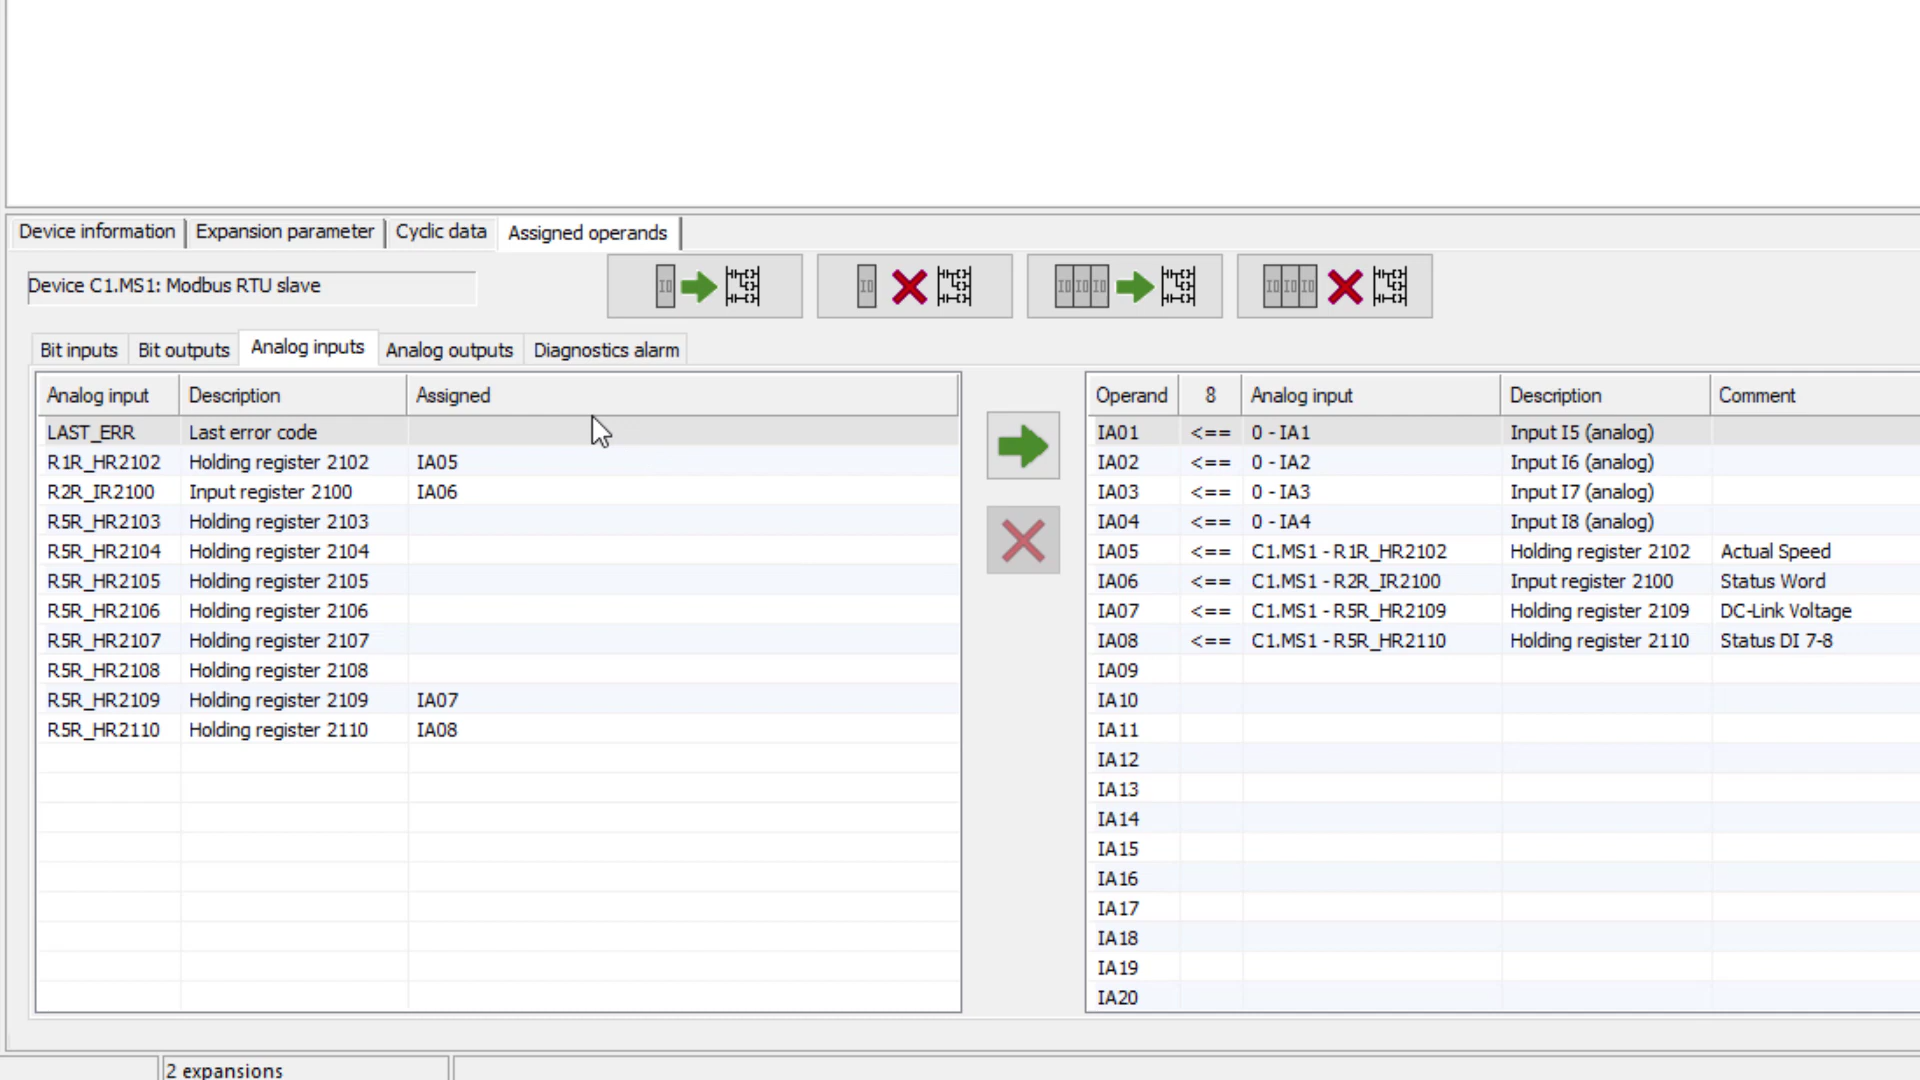 Device information Expansion parameter Cyclic data Assigned operands
Device C1.MS1: Modbus RTU slave
IO IO IO IO IO IO IO IO
Bit inputs Bit outputs Analog inputs Analog outputs Diagnostics alarm
Analog input Description Assigned
LAST_ERR Last error code
R1R_HR2102 Holding register 2102 IA05
R2R_IR2100 Input register 2100 IA06
R5R_HR2103 Holding register 2103
R5R_HR2104 Holding register 2104
R5R_HR2105 Holding register 2105
R5R_HR2106 Holding register 2106
R5R_HR2107 Holding register 2107
R5R_HR2108 Holding register 2108
R5R_HR2109 Holding register 2109 IA07
R5R_HR2110 Holding register 2110 IA08
Operand 8 Analog input Description Comment
IA01 <== 0 - IA1 Input I5 (analog)
IA02 <== 0 - IA2 Input I6 (analog)
IA03 <== 0 - IA3 Input I7 (analog)
IA04 <== 0 - IA4 Input I8 (analog)
IA05 <== C1.MS1 - R1R_HR2102 Holding register 2102 Actual Speed
IA06 <== C1.MS1 - R2R_IR2100 Input register 2100 Status Word
IA07 <== C1.MS1 - R5R_HR2109 Holding register 2109 DC-Link Voltage
IA08 <== C1.MS1 - R5R_HR2110 Holding register 2110 Status DI 7-8
IA09
IA10
IA11
IA12
IA13
IA14
IA15
IA16
IA17
IA18
IA19
IA20
2 expansions